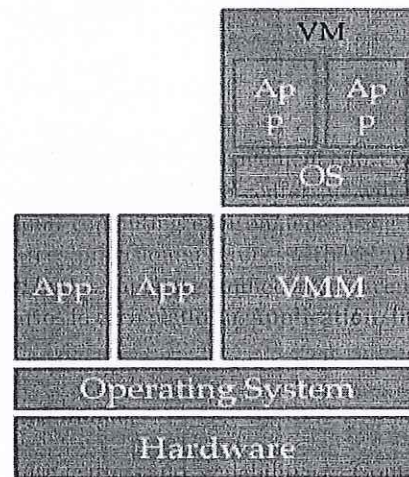 VM
Ap Ap
p p
OS
App App VMM
Operating System
Hardware